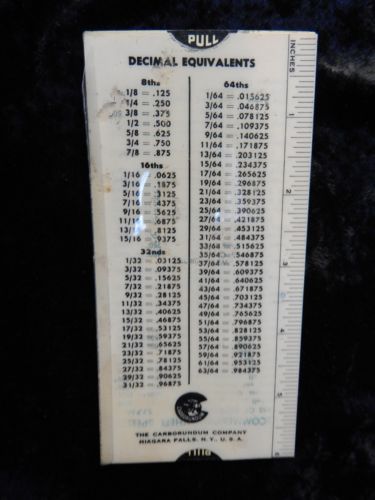 PULL
INCHES
DECIMAL EQUIVALENTS
8ths
1/8 = .125
1/4 = .250
3/8 = .375
1/2 = .500
5/8 = .625
3/4 = .750
7/8 = .875
16ths
1/16 = .0625
3/16 = .1875
5/16 = .3125
7/16 = .4375
9/16 = .5625
11/16 = .6875
13/16 = .8125
15/16 = .9375
32nds
1/32 = .03125
3/32 = .09375
5/32 = .15625
7/32 = .21875
9/32 = .28125
11/32 = .34375
13/32 = .40625
15/32 = .46875
17/32 = .53125
19/32 = .59375
21/32 = .65625
23/32 = .71875
25/32 = .78125
27/32 = .84375
29/32 = .90625
31/32 = .96875
64ths
1/64 = .015625
3/64 = .046875
5/64 = .078125
7/64 = .109375
9/64 = .140625
11/64 = .171875
13/64 = .203125
15/64 = .234375
17/64 = .265625
19/64 = .296875
21/64 = .328125
23/64 = .359375
25/64 = .390625
27/64 = .421875
29/64 = .453125
31/64 = .484375
33/64 = .515625
35/64 = .546875
37/64 = .578125
39/64 = .609375
41/64 = .640625
43/64 = .671875
45/64 = .703125
47/64 = .734375
49/64 = .765625
51/64 = .796875
53/64 = .828125
55/64 = .859375
57/64 = .890625
59/64 = .921875
61/64 = .953125
63/64 = .984375
1
2
3
4
5
6
CARBORUNDUM
THE CARBORUNDUM COMPANY
NIAGARA FALLS, N.Y., U.S.A.
PULL